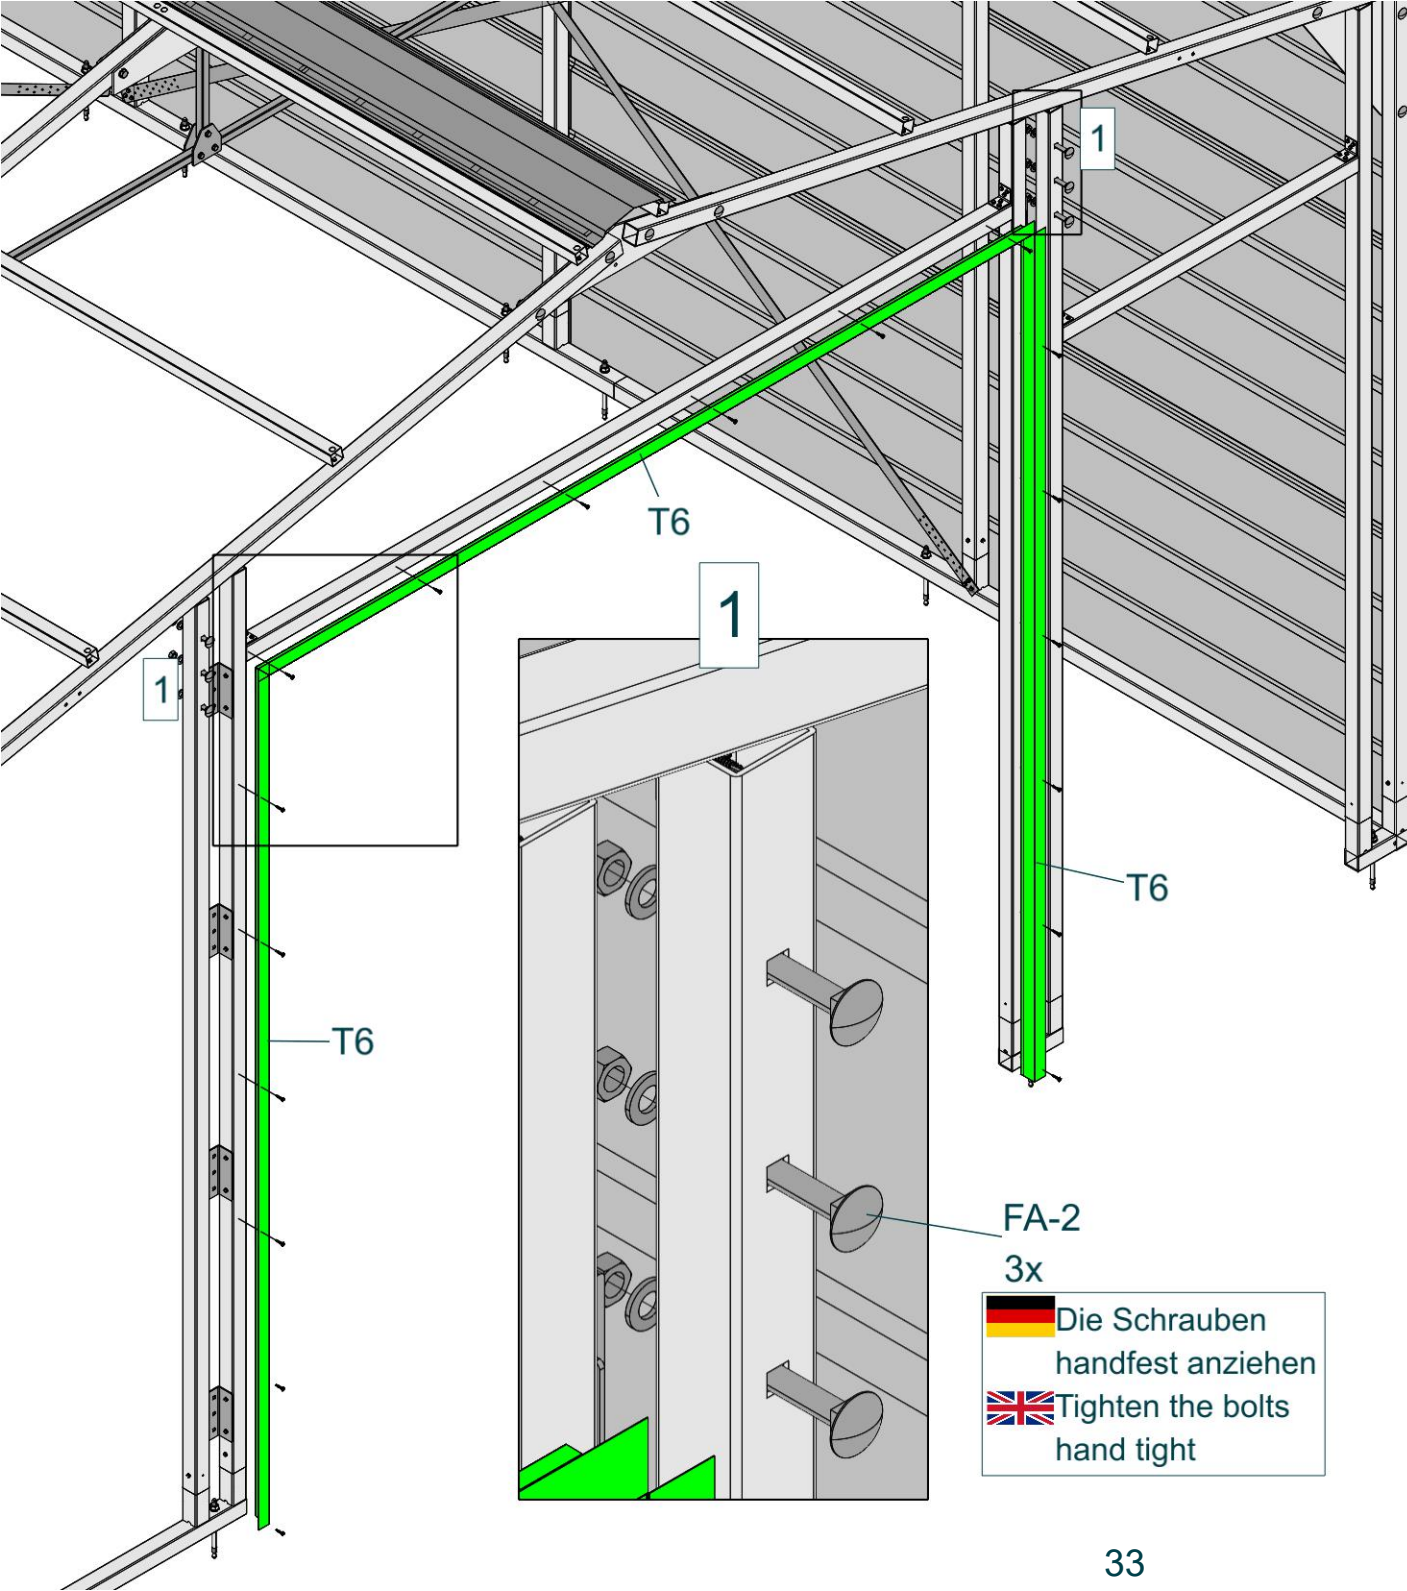 1
T6
1
1
T6
T6
FA-2
3x
Die Schrauben
handfest anziehen
Tighten the bolts
hand tight
33